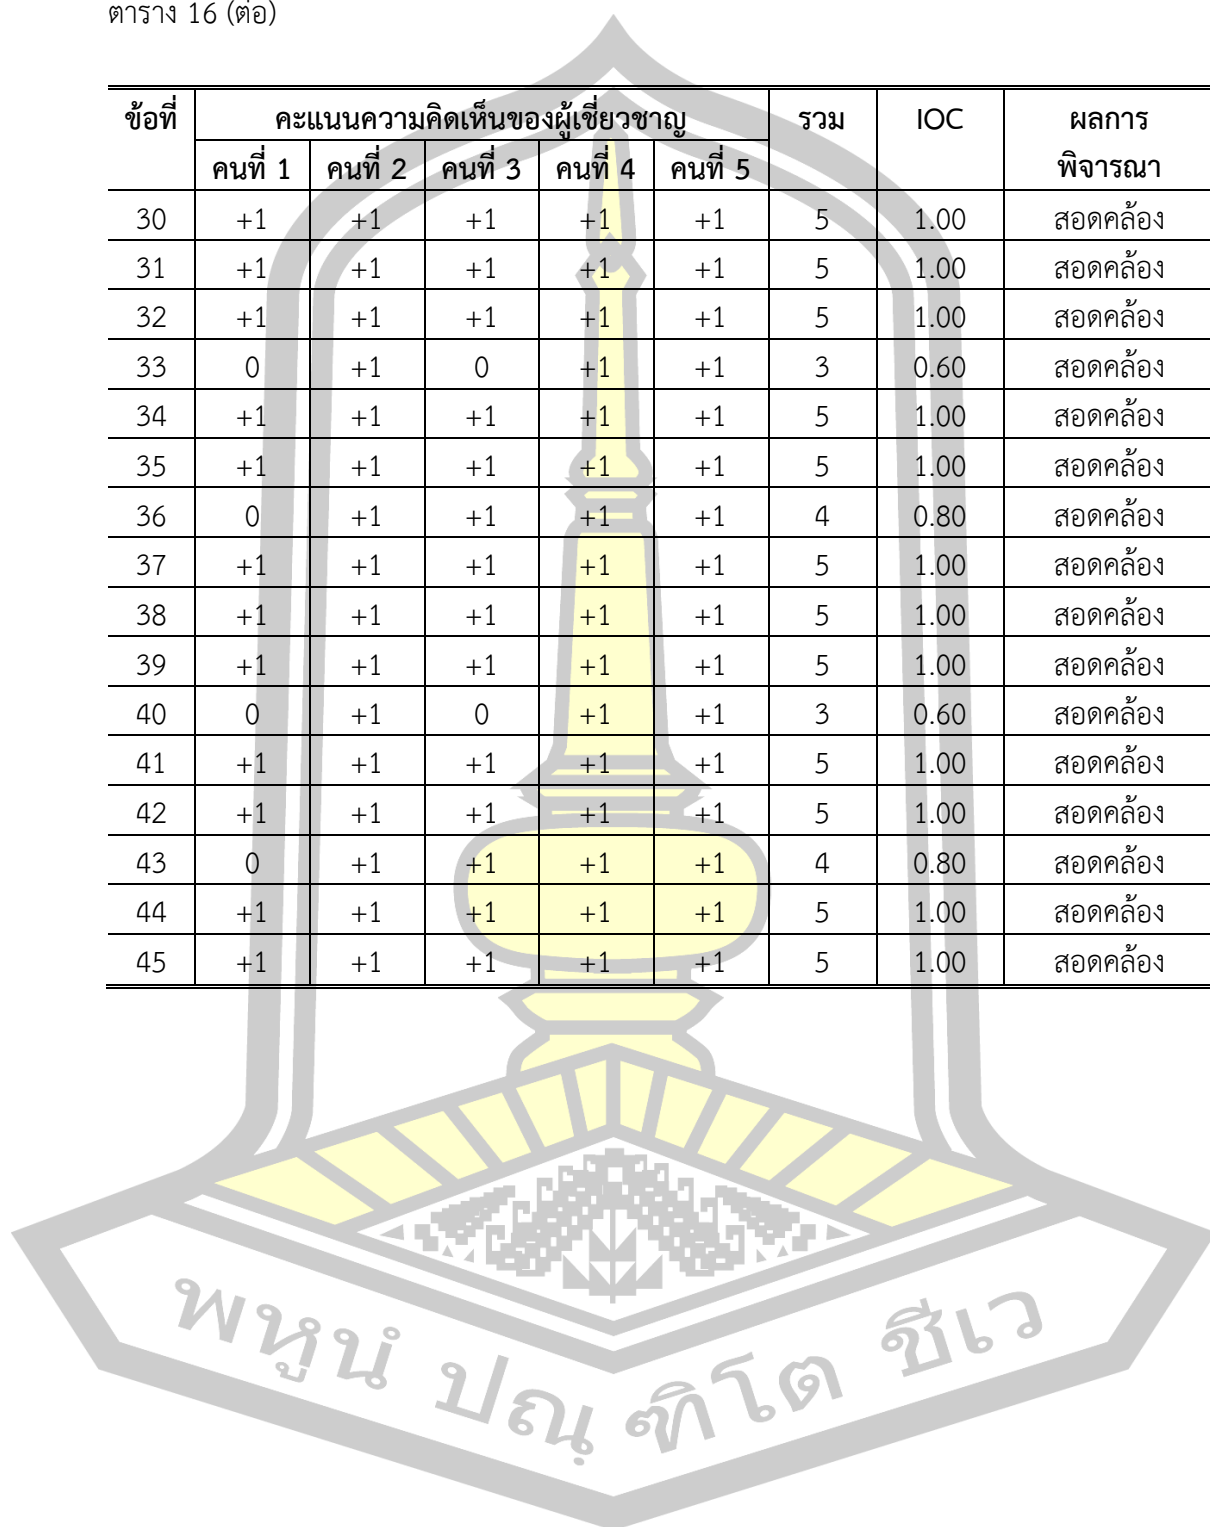 ตาราง 16 (ต่อ)
ข้อที่ คะแนนความคิดเห็นของผู้เชี่ยวชาญ รวม IOC ผลการ
คนที่ 1 คนที่ 2 คนที่ 3 คนที่ 4 คนที่ 5 พิจารณา
30 +1 +1 +1 +1 +1 5 1.00 สอดคล้อง
31 +1 +1 +1 +1 +1 5 1.00 สอดคล้อง
32 +1 +1 +1 +1 +1 5 1.00 สอดคล้อง
33 0 +1 0 +1 +1 3 0.60 สอดคล้อง
34 +1 +1 +1 +1 +1 5 1.00 สอดคล้อง
35 +1 +1 +1 +1 +1 5 1.00 สอดคล้อง
36 0 +1 +1 +1 +1 4 0.80 สอดคล้อง
37 +1 +1 +1 +1 +1 5 1.00 สอดคล้อง
38 +1 +1 +1 +1 +1 5 1.00 สอดคล้อง
39 +1 +1 +1 +1 +1 5 1.00 สอดคล้อง
40 0 +1 0 +1 +1 3 0.60 สอดคล้อง
41 +1 +1 +1 +1 +1 5 1.00 สอดคล้อง
42 +1 +1 +1 +1 +1 5 1.00 สอดคล้อง
43 0 +1 +1 +1 +1 4 0.80 สอดคล้อง
44 +1 +1 +1 +1 +1 5 1.00 สอดคล้อง
45 +1 +1 +1 +1 +1 5 1.00 สอดคล้อง
พหูนํ ปณฺฑิโต ชีเว